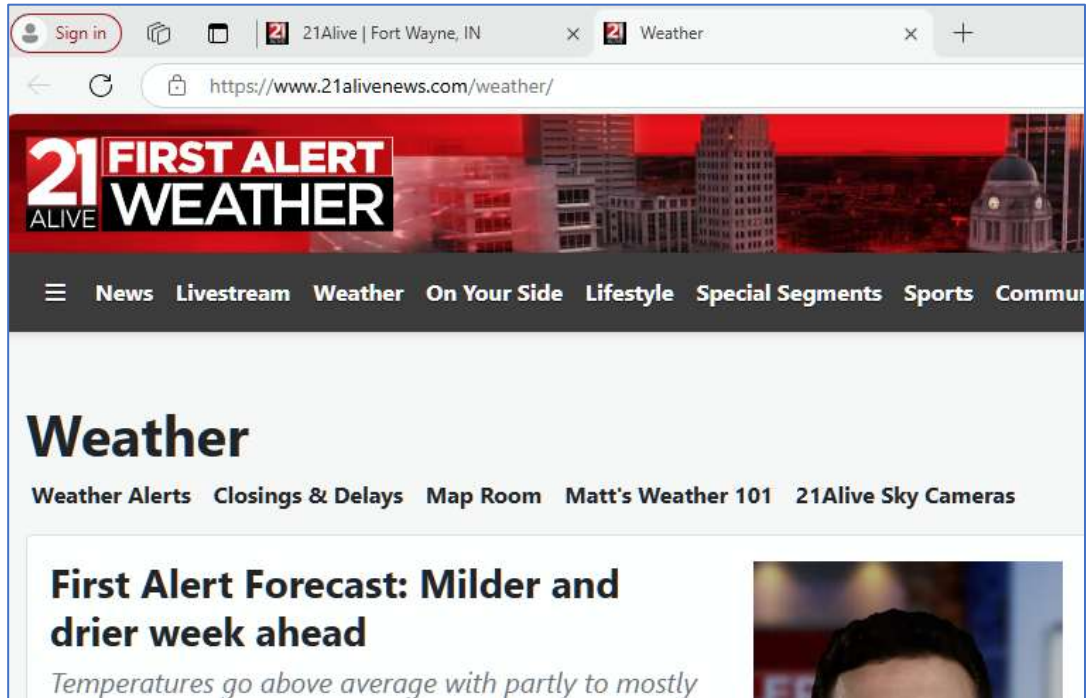 Sign in 21Alive | Fort Wayne, IN Weather
https://www.21alivenews.com/weather/
21 FIRST ALERT
ALIVE WEATHER
News Livestream Weather On Your Side Lifestyle Special Segments Sports Commun
Weather
Weather Alerts Closings & Delays Map Room Matt's Weather 101 21Alive Sky Cameras
First Alert Forecast: Milder and
drier week ahead
Temperatures go above average with partly to mostly